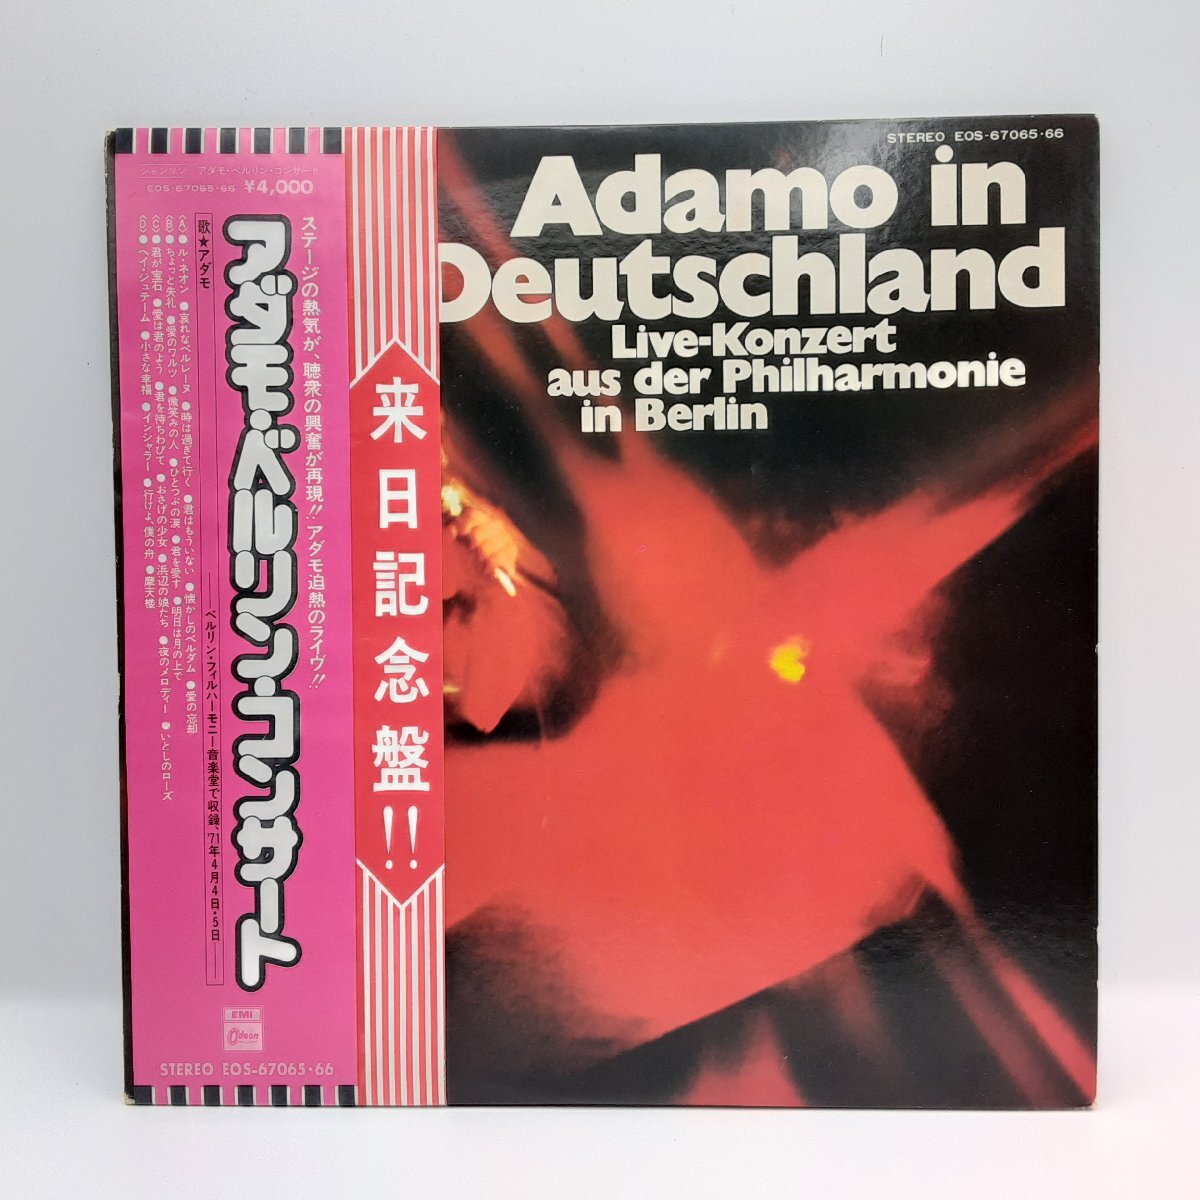 シャンソン アダモ・ベルリン・コンサート
EOS-67065・66 ¥4,000
ステージの熱気が、聴衆の興奮が再現!! アダモ迫熱のライヴ!!
アダモ・ベルリン・コンサート
歌★アダモ
ベルリン・フィルハーモニー音楽堂で収録、'71年4月4日・5日
〈A〉●ル・ネオン ●哀れなベルレーヌ ●時は過ぎて行く ●君はもういない ●懐かしのベルダム ●愛の忘却
〈B〉●ちょっと失礼 ●愛のワルツ ●微笑みの人 ●ひとつぶの涙 ●君を愛す ●明日は月の上で
〈C〉●君が宝石 ●愛は君のよう ●君を待ちわびて ●おさげの少女 ●浜辺の娘たち ●夜のメロディー ●いとしのローズ
〈D〉●ヘイ・ジュテーム ●小さな幸福 ●インシャラー ●行けよ、僕の舟 ●摩天楼
EMI
Odeon
STEREO EOS-67065・66
来日記念盤!!
STEREO EOS-67065・66
Adamo in
Deutschland
Live-Konzert
aus der Philharmonie
in Berlin